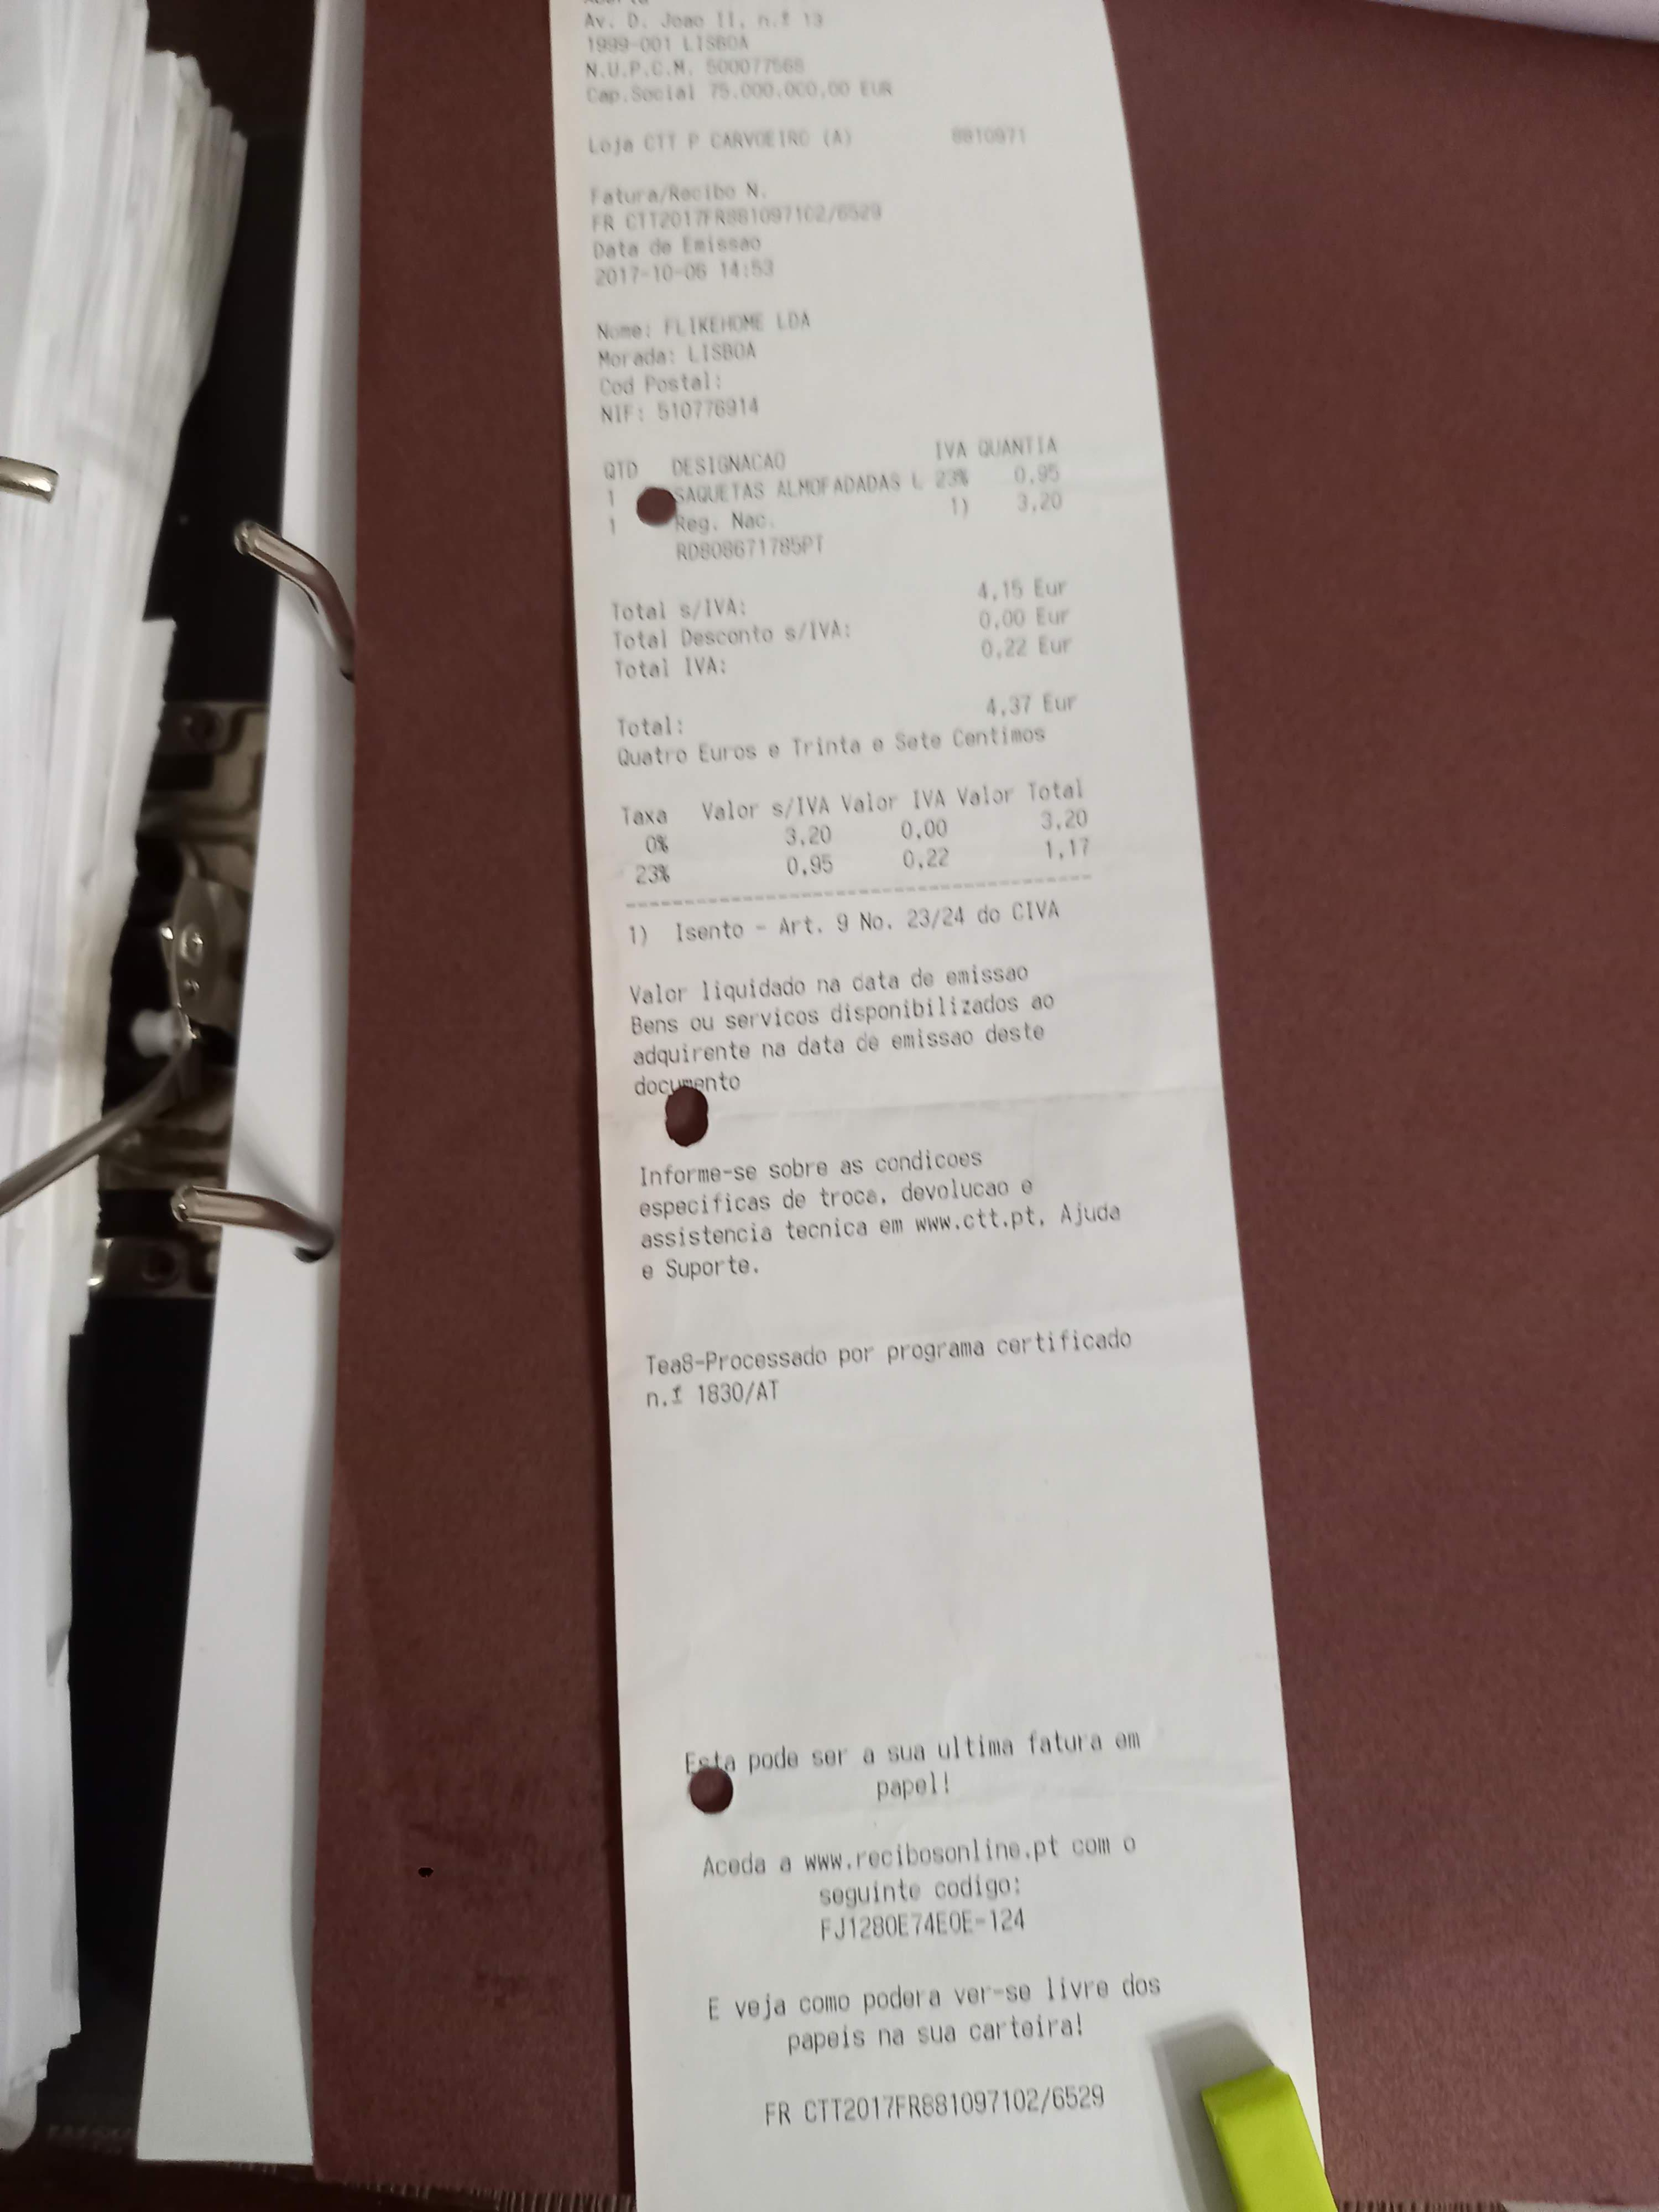 Av. D. Joao II, n.º 13
1999-001 LISBOA
N.U.P.C.M. 500077568
Cap.Social 75.000.000,00 EUR
Loja CTT P CARVOEIRO (A) 8810971
Fatura/Recibo N.
FR CTT2017FR881097102/6529
Data de Emissao
2017-10-06 14:53
Nome: FLIKEHOME LDA
Morada: LISBOA
Cod Postal:
NIF: 510776914
QTD DESIGNACAO IVA QUANTIA
1 SAQUETAS ALMOFADADAS L 23% 0,95
1 Reg. Nac. 1) 3,20
RD808671785PT
Total s/IVA: 4,15 Eur
Total Desconto s/IVA: 0,00 Eur
Total IVA: 0,22 Eur
Total: 4,37 Eur
Quatro Euros e Trinta e Sete Centimos
Taxa Valor s/IVA Valor IVA Valor Total
0% 3,20 0,00 3,20
23% 0,95 0,22 1,17
1) Isento - Art. 9 No. 23/24 do CIVA
Valor liquidado na data de emissao
Bens ou servicos disponibilizados ao
adquirente na data de emissao deste
documento
Informe-se sobre as condicoes
especificas de troca, devolucao e
assistencia tecnica em www.ctt.pt, Ajuda
e Suporte.
Tea8-Processado por programa certificado
n.º 1830/AT
Esta pode ser a sua ultima fatura em
papel!
Aceda a www.recibosonline.pt com o
seguinte codigo:
FJ1280E74E0E-124
E veja como podera ver-se livre dos
papeis na sua carteira!
FR CTT2017FR881097102/6529